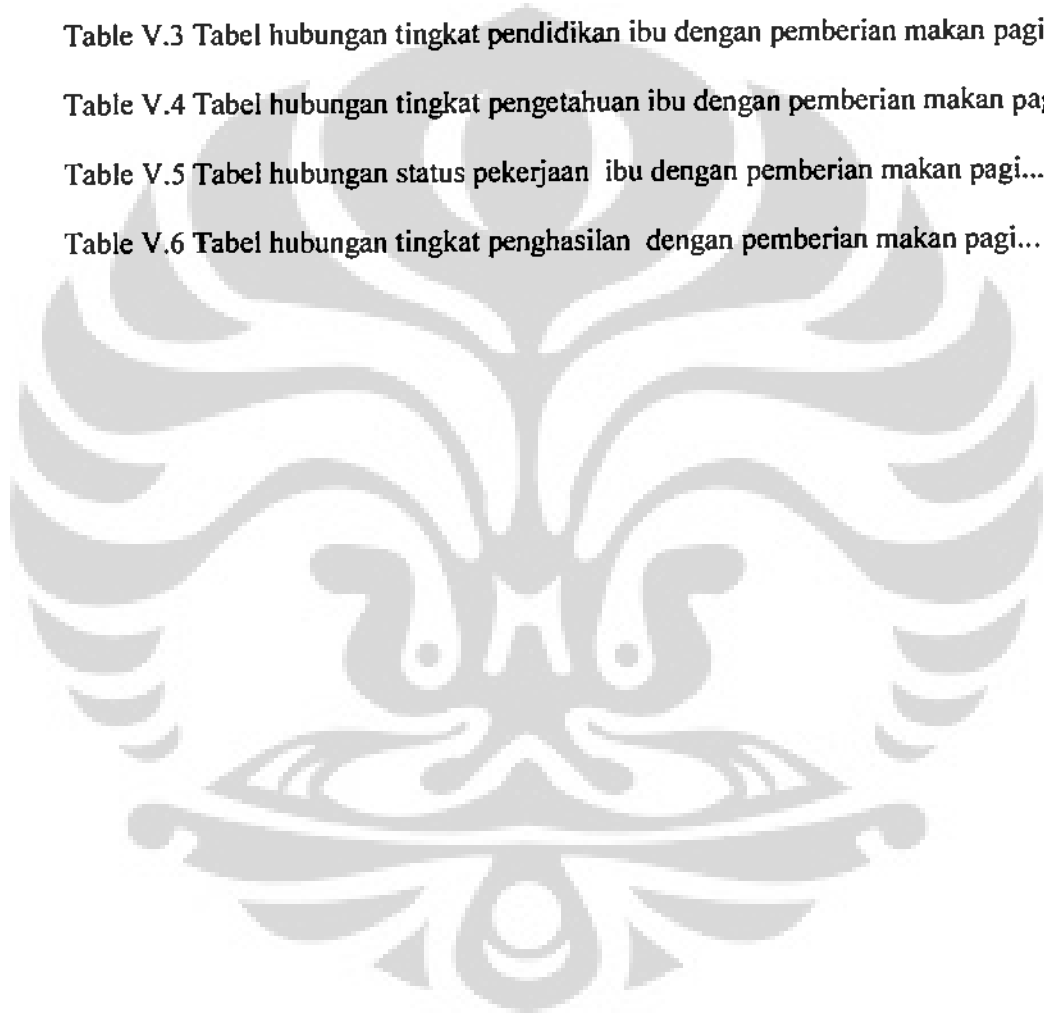 Table V.3 Tabel hubungan tingkat pendidikan ibu dengan pemberian makan pagi
Table V.4 Tabel hubungan tingkat pengetahuan ibu dengan pemberian makan
Table V.5 Tabel hubungan status pekerjaan ibu dengan pemberian makan pagi...
Table V.6 Tabel hubungan tingkat penghasilan dengan pemberian makan pagi...